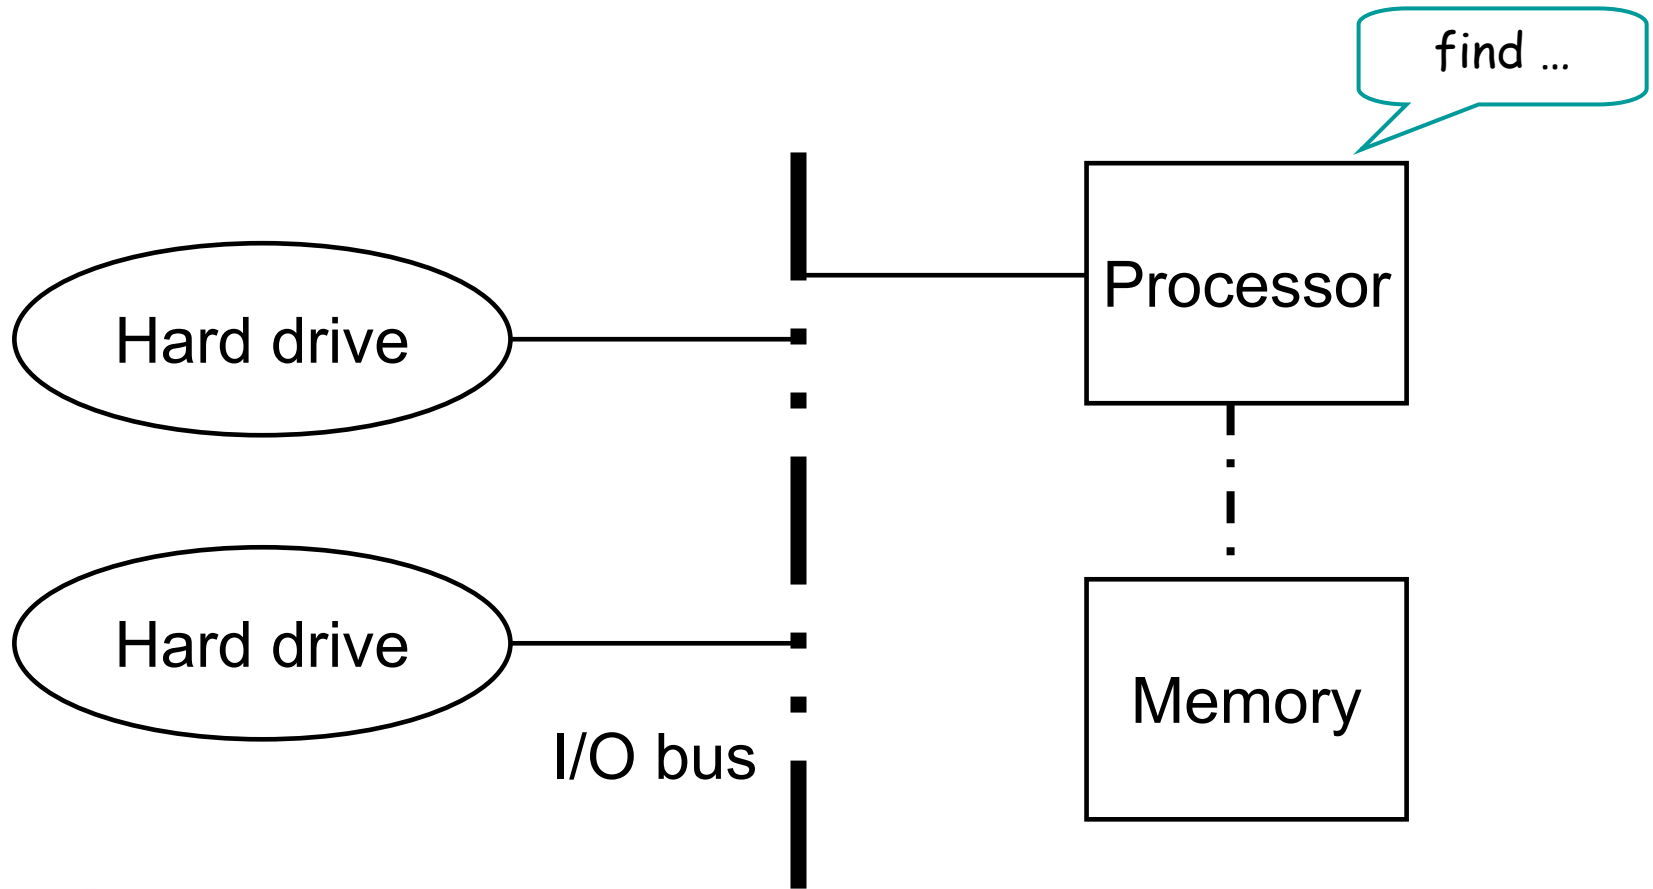 find ...
Processor
Hard drive
Hard drive
Memory
I/O bus